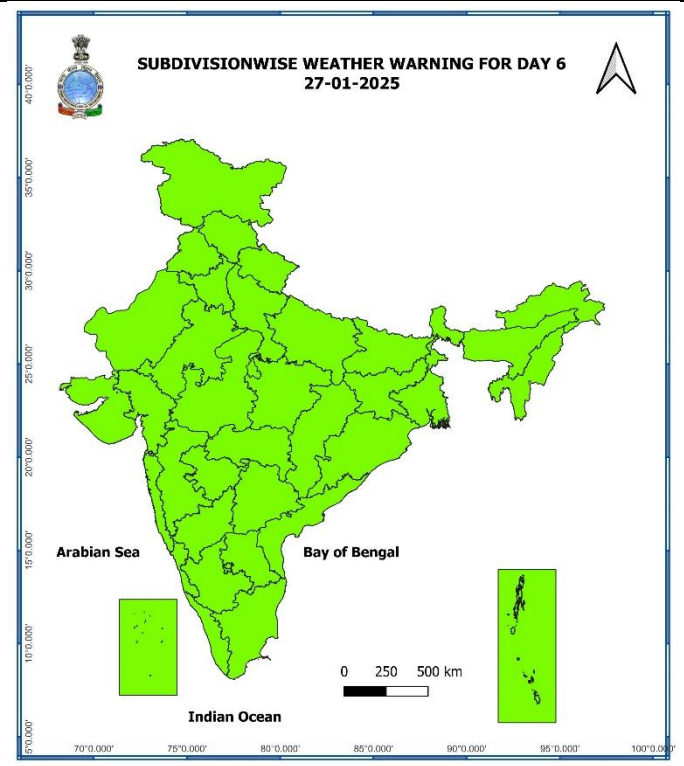 SUBDIVISIONWISE WEATHER WARNING FOR DAY 6
27-01-2025
40°0.000'
35°0.000'
30°0.000'
25°0.000'
20°0.000'
15°0.000'
10°0.000'
5°0.000'
Arabian Sea
Bay of Bengal
0 250 500 km
Indian Ocean
70°0.000' 75°0.000' 80°0.000' 85°0.000' 90°0.000' 95°0.000' 100°0.000'